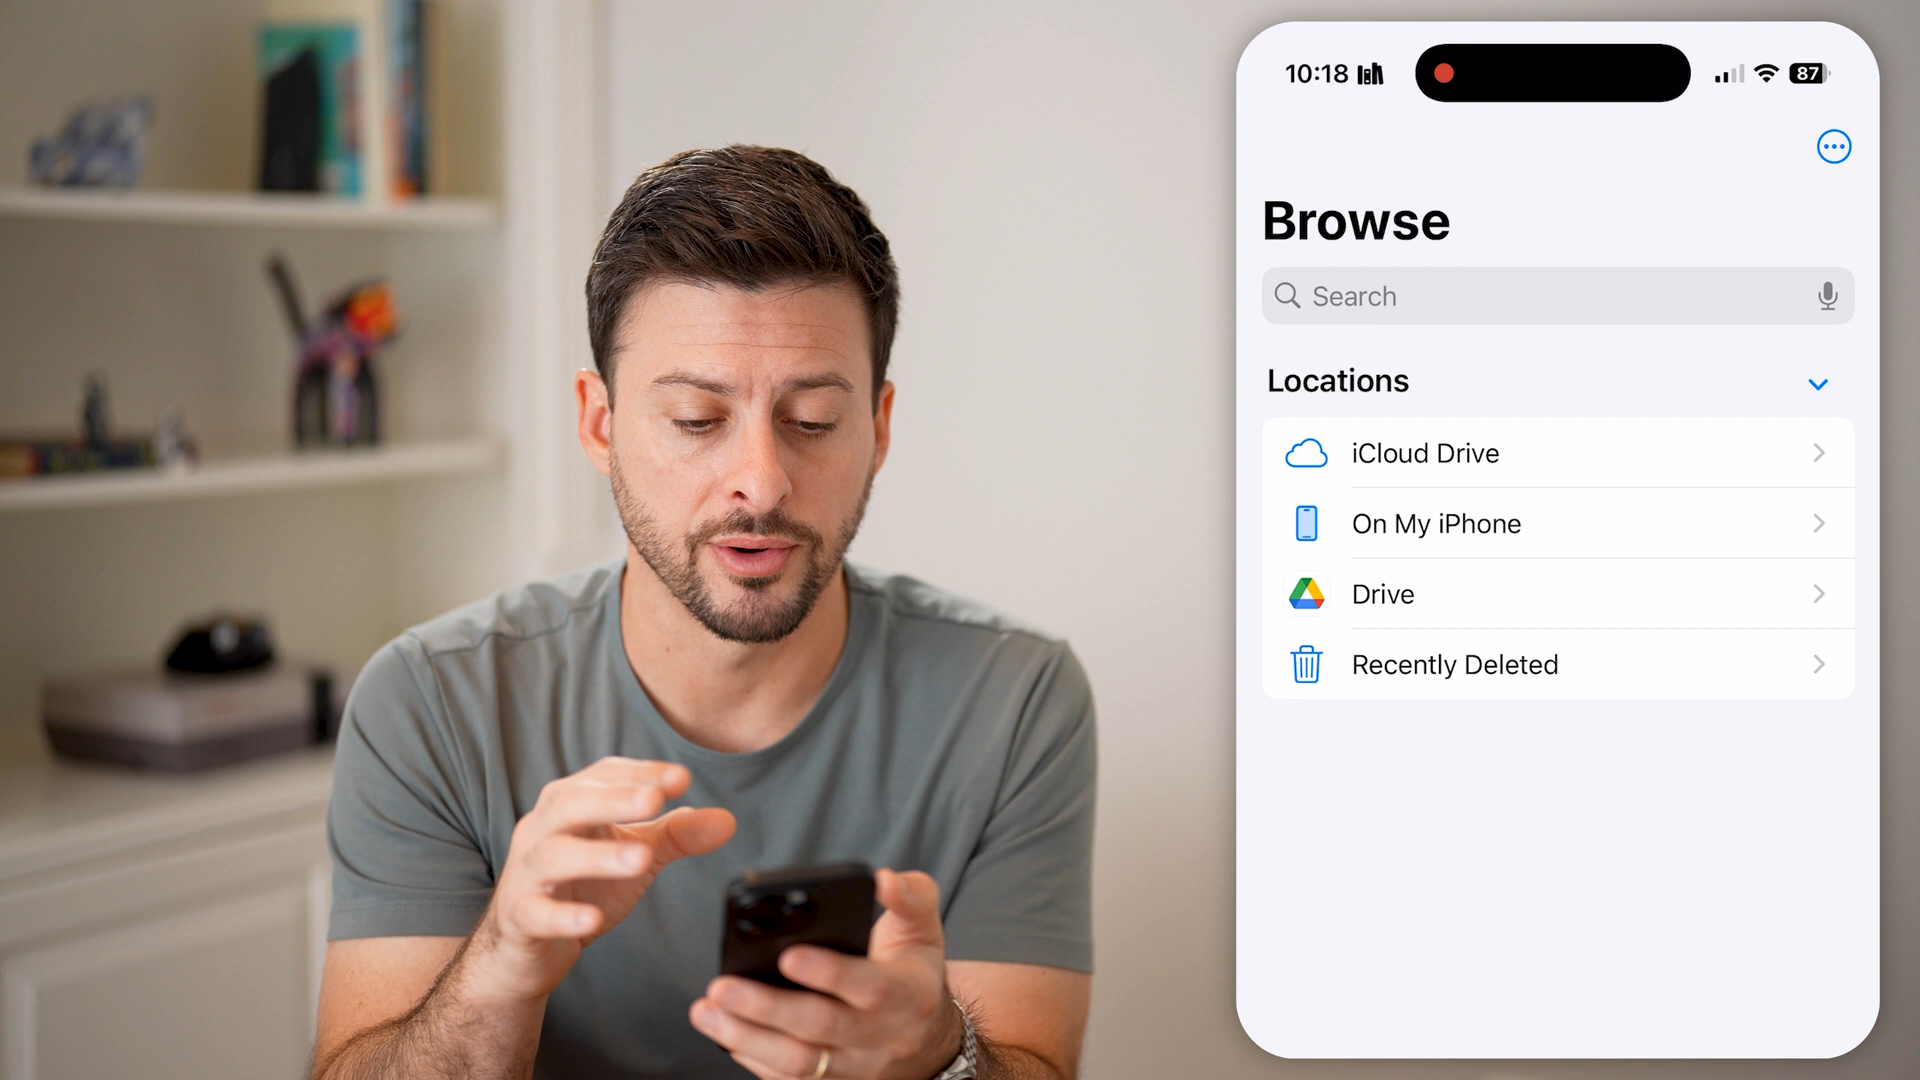 10:18
87
Browse
Search
Locations
iCloud Drive
On My iPhone
Drive
Recently Deleted